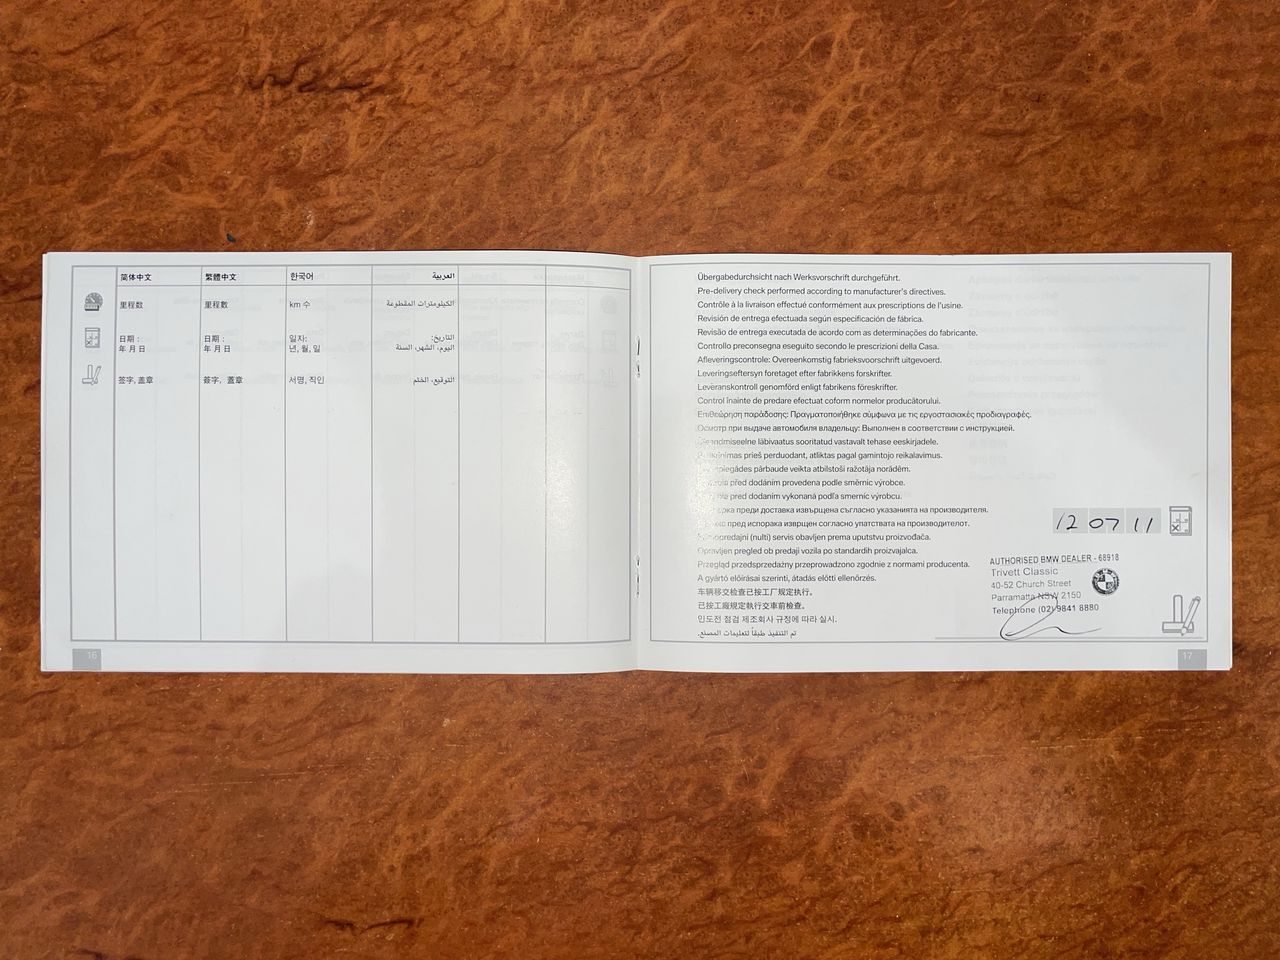 简体中文 繁體中文 한국어 العربية
里程数 里程數 km 수 الكيلومترات المقطوعة
日期： 日期： 일자: التاريخ:
年 月 日 年 月 日 년, 월, 일 اليوم، الشهر، السنة
签字, 盖章 簽字，蓋章 서명, 직인 التوقيع، الختم
16
Übergabedurchsicht nach Werksvorschrift durchgeführt.
Pre-delivery check performed according to manufacturer's directives.
Contrôle à la livraison effectué conformément aux prescriptions de l'usine.
Revisión de entrega efectuada según especificación de fábrica.
Revisão de entrega executada de acordo com as determinações do fabricante.
Controllo preconsegna eseguito secondo le prescrizioni della Casa.
Afleveringscontrole: Overeenkomstig fabrieksvoorschrift uitgevoerd.
Leveringseftersyn foretaget efter fabrikkens forskrifter.
Leveranskontroll genomförd enligt fabrikens föreskrifter.
Control înainte de predare efectuat coform normelor producătorului.
Επιθεώρηση παράδοσης: Πραγματοποιήθηκε σύμφωνα με τις εργοστασιακές προδιαγραφές.
Осмотр при выдаче автомобиля владельцу: Выполнен в соответствии с инструкцией.
läbivaatus sooritatud vastavalt tehase eeskirjadele.
prieš perduodant, atliktas pagal gamintojo reikalavimus.
pārbaude veikta atbilstoši ražotāja norādēm.
před dodáním provedena podle směrnic výrobce.
pred dodaním vykonaná podľa smerníc výrobcu.
преди доставка извършена съгласно указанията на производителя.
пред испорака извршен согласно упатствата на производителот.
(nulti) servis obavljen prema uputstvu proizvođača.
Opravljen pregled ob predaji vozila po standardih proizvajalca.
Przegląd przedsprzedażny przeprowadzono zgodnie z normami producenta.
A gyártó előírásai szerinti, átadás előtti ellenőrzés.
车辆移交检查已按工厂规定执行。
已按工廠規定執行交車前檢查。
인도전 점검 제조회사 규정에 따라 실시.
تم التنفيذ طبقاً لتعليمات المصنع.
12 07 11
AUTHORISED BMW DEALER - 68918
Trivett Classic
40-52 Church Street
Parramatta NSW 2150
Telephone (02) 9841 8880
17